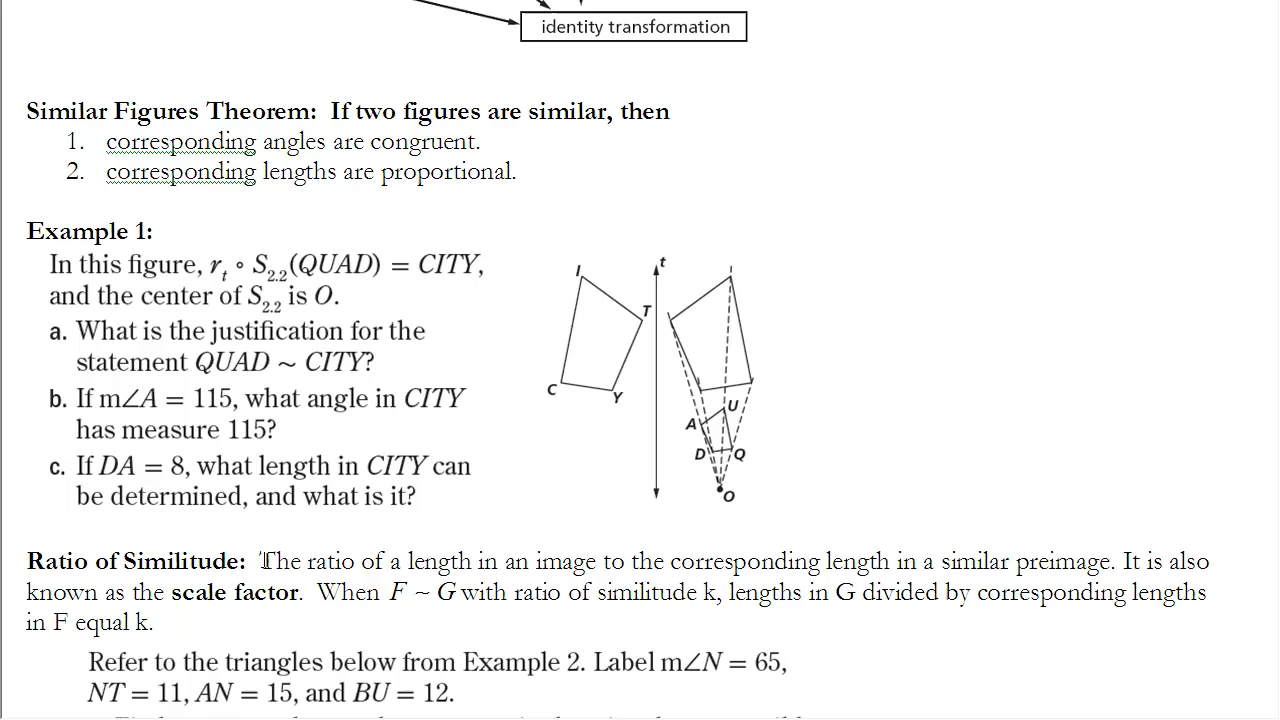 identity transformation
Similar Figures Theorem: If two figures are similar, then
1. corresponding angles are congruent.
2. corresponding lengths are proportional.
Example 1:
In this figure, rₜ ∘ S₂.₂(QUAD) = CITY,
and the center of S₂.₂ is O.
a. What is the justification for the
statement QUAD ~ CITY?
b. If m∠A = 115, what angle in CITY
has measure 115?
c. If DA = 8, what length in CITY can
be determined, and what is it?
I
t
T
C
Y
U
A
D
Q
O
Ratio of Similitude: The ratio of a length in an image to the corresponding length in a similar preimage. It is also
known as the scale factor. When F ~ G with ratio of similitude k, lengths in G divided by corresponding lengths
in F equal k.
Refer to the triangles below from Example 2. Label m∠N = 65,
NT = 11, AN = 15, and BU = 12.